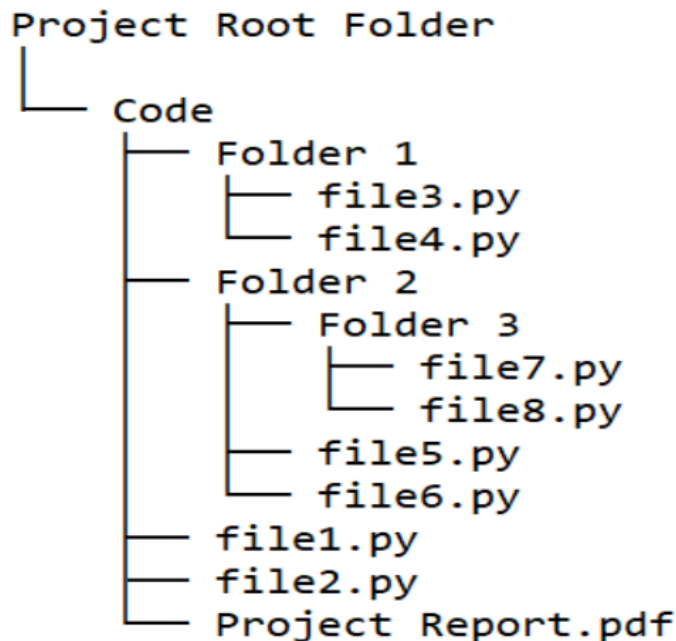 Project Root Folder
Code
Folder 1
file3.py
file4.py
Folder 2
Folder 3
file7.py
file8.py
file5.py
file6.py
file1.py
file2.py
Project Report.pdf